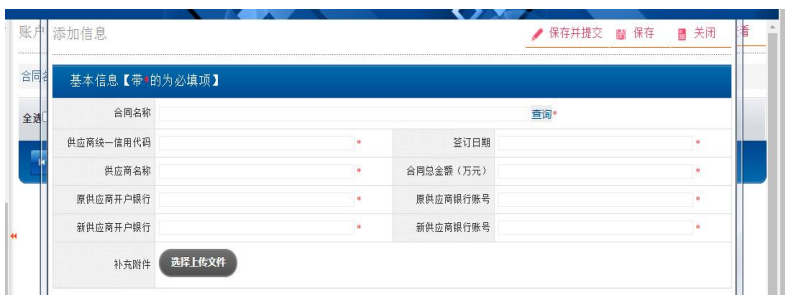 账户
添加信息
保存并提交
保存
关闭
看
合同名
基本信息【带*的为必填项】
全选
合同名称
查询*
供应商统一信用代码 * 签订日期 *
供应商名称 * 合同总金额（万元） *
原供应商开户银行 * 原供应商银行账号 *
新供应商开户银行 * 新供应商银行账号 *
补充附件 选择上传文件